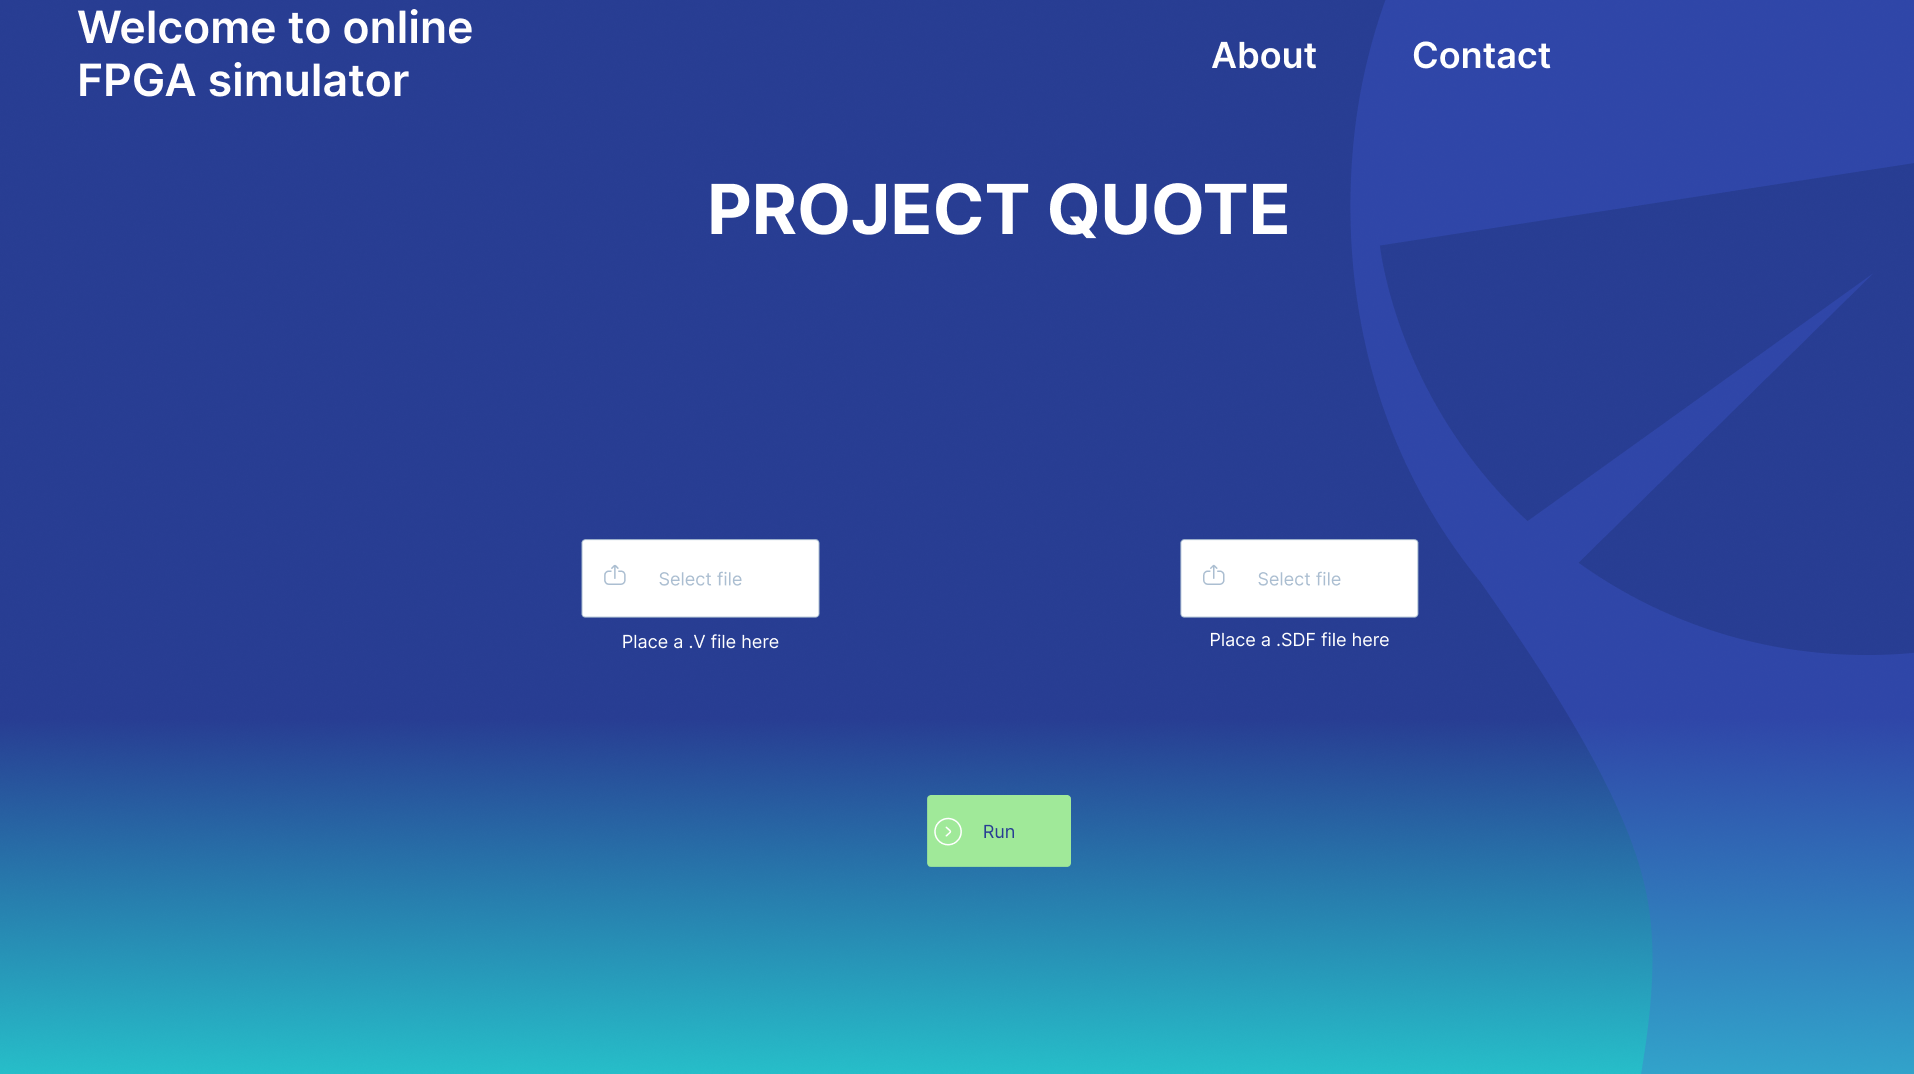 Welcome to online
FPGA simulator
About
Contact
PROJECT QUOTE
Select file
Select file
Place a .V file here
Place a .SDF file here
Run